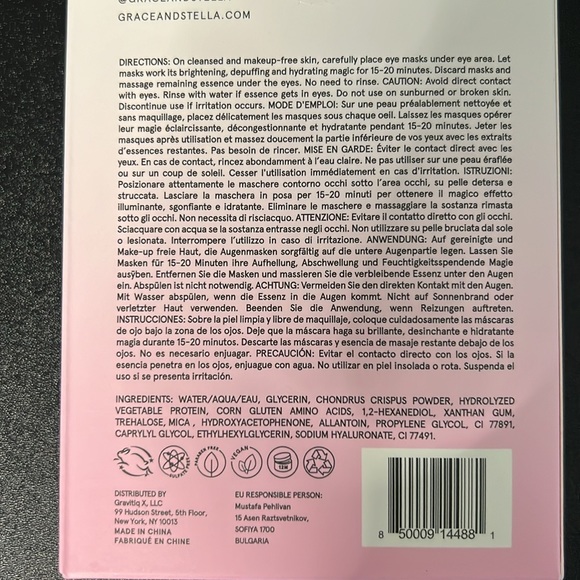 GRACEANDSTELLA.COM
DIRECTIONS: On cleansed and makeup-free skin, carefully place eye masks under eye area. Let
masks work its brightening, depuffing and hydrating magic for 15-20 minutes. Discard masks and
massage remaining essence under the eyes. No need to rinse. CAUTION: Avoid direct contact
with eyes. Rinse with water if essence gets in eyes. Do not use on sunburned or broken skin.
Discontinue use if irritation occurs. MODE D'EMPLOI: Sur une peau préalablement nettoyée et
sans maquillage, placez délicatement les masques sous chaque oeil. Laissez les masques opérer
leur magie éclaircissante, décongestionnante et hydratante pendant 15-20 minutes. Jeter les
masques après utilisation et massez doucement la partie inférieure de vos yeux avec les extraits
d'essences restantes. Pas besoin de rincer. MISE EN GARDE: Éviter le contact direct avec les
yeux. En cas de contact, rincez abondamment à l'eau claire. Ne pas utiliser sur une peau éraflée
ou sur un coup de soleil. Cesser l'utilisation immédiatement en cas d'irritation. ISTRUZIONI:
Posizionare attentamente le maschere contorno occhi sotto l'area occhi, su pelle detersa e
struccata. Lasciare la maschera in posa per 15-20 minuti per ottenere il magico effetto
illuminante, sgonfiante e idratante. Eliminare le maschere e massaggiare la sostanza rimasta
sotto gli occhi. Non necessita di risciacquo. ATTENZIONE: Evitare il contatto diretto con gli occhi.
Sciacquare con acqua se la sostanza entrasse negli occhi. Non utilizzare su pelle bruciata dal sole
o lesionata. Interrompere l'utilizzo in caso di irritazione. ANWENDUNG: Auf gereinigte und
Make-up freie Haut, die Augenmasken sorgfältig auf die untere Augenpartie legen. Lassen Sie
Masken für 15-20 Minuten ihre Aufhellung, Abschwellung und Feuchtigkeitsspendende Magie
ausÿben. Entfernen Sie die Masken und massieren Sie die verbleibende Essenz unter den Augen
ein. Abspülen ist nicht notwendig. ACHTUNG: Vermeiden Sie den direkten Kontakt mit den Augen.
Mit Wasser abspülen, wenn die Essenz in die Augen kommt. Nicht auf Sonnenbrand oder
verletzter Haut verwenden. Beenden Sie die Anwendung, wenn Reizungen auftreten.
INSTRUCCIONES: Sobre la piel limpia y libre de maquillaje, coloque cuidadosamente las máscaras
de ojo bajo la zona de los ojos. Deje que la máscara haga su brillante, desinchante e hidratante
magia durante 15-20 minutos. Descarte las máscaras y esencia de masaje restante debajo de los
ojos. No es necesario enjuagar. PRECAUCIÓN: Evitar el contacto directo con los ojos. Si la
esencia penetra en los ojos, enjuague con agua. No utilizar en piel insolada o rota. Suspenda el
uso si se presenta irritación.
INGREDIENTS: WATER/AQUA/EAU, GLYCERIN, CHONDRUS CRISPUS POWDER, HYDROLYZED
VEGETABLE PROTEIN, CORN GLUTEN AMINO ACIDS, 1,2-HEXANEDIOL, XANTHAN GUM,
TREHALOSE, MICA , HYDROXYACETOPHENONE, ALLANTOIN, PROPYLENE GLYCOL, CI 77891,
CAPRYLYL GLYCOL, ETHYLHEXYLGLYCERIN, SODIUM HYALURONATE, CI 77491.
SULFATE FREE
PARABEN FREE
VEGAN
12M
DISTRIBUTED BY
Gravitiq X, LLC
99 Hudson Street, 5th Floor,
New York, NY 10013
MADE IN CHINA
FABRIQUÉ EN CHINE
EU RESPONSIBLE PERSON:
Mustafa Pehlivan
15 Asen Raztsvetnikov,
SOFIYA 1700
BULGARIA
8 50009 14488 1